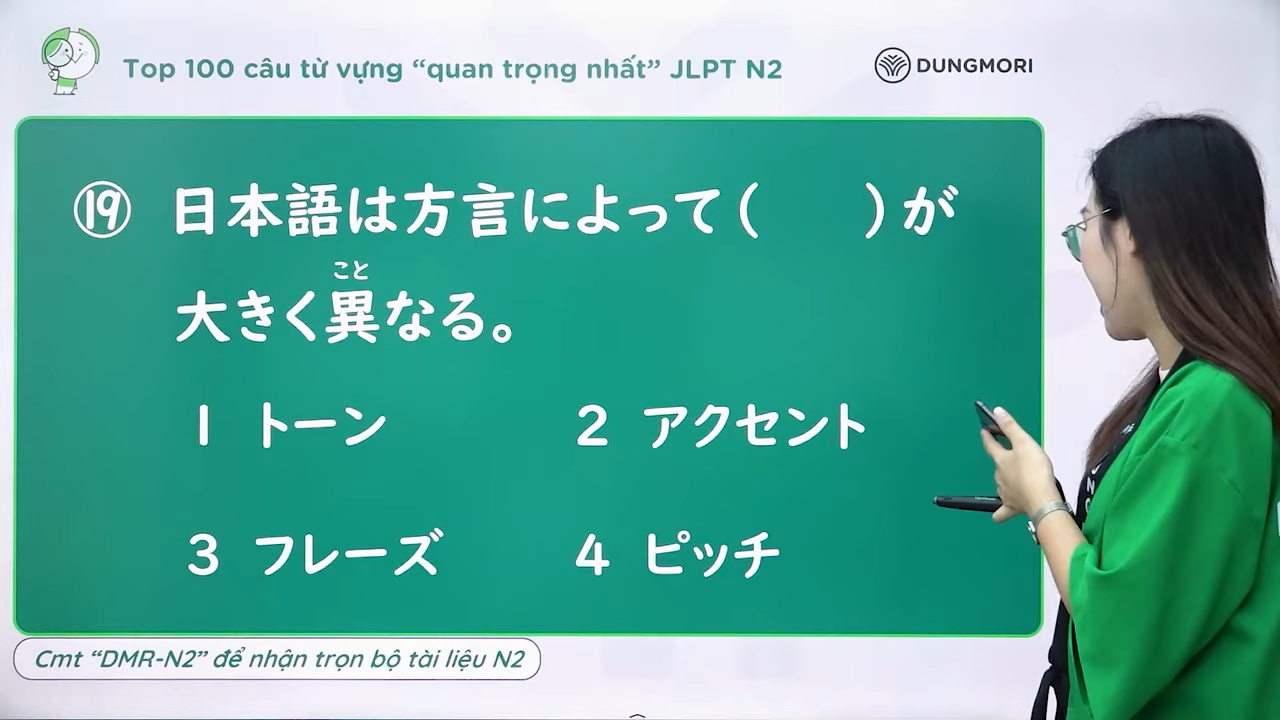 Top 100 câu từ vựng “quan trọng nhất” JLPT N2
DUNGMORI
⑲ 日本語は方言によって(　　)が
こと
大きく異なる。
1 トーン
2 アクセント
3 フレーズ
4 ピッチ
Cmt “DMR-N2” để nhận trọn bộ tài liệu N2